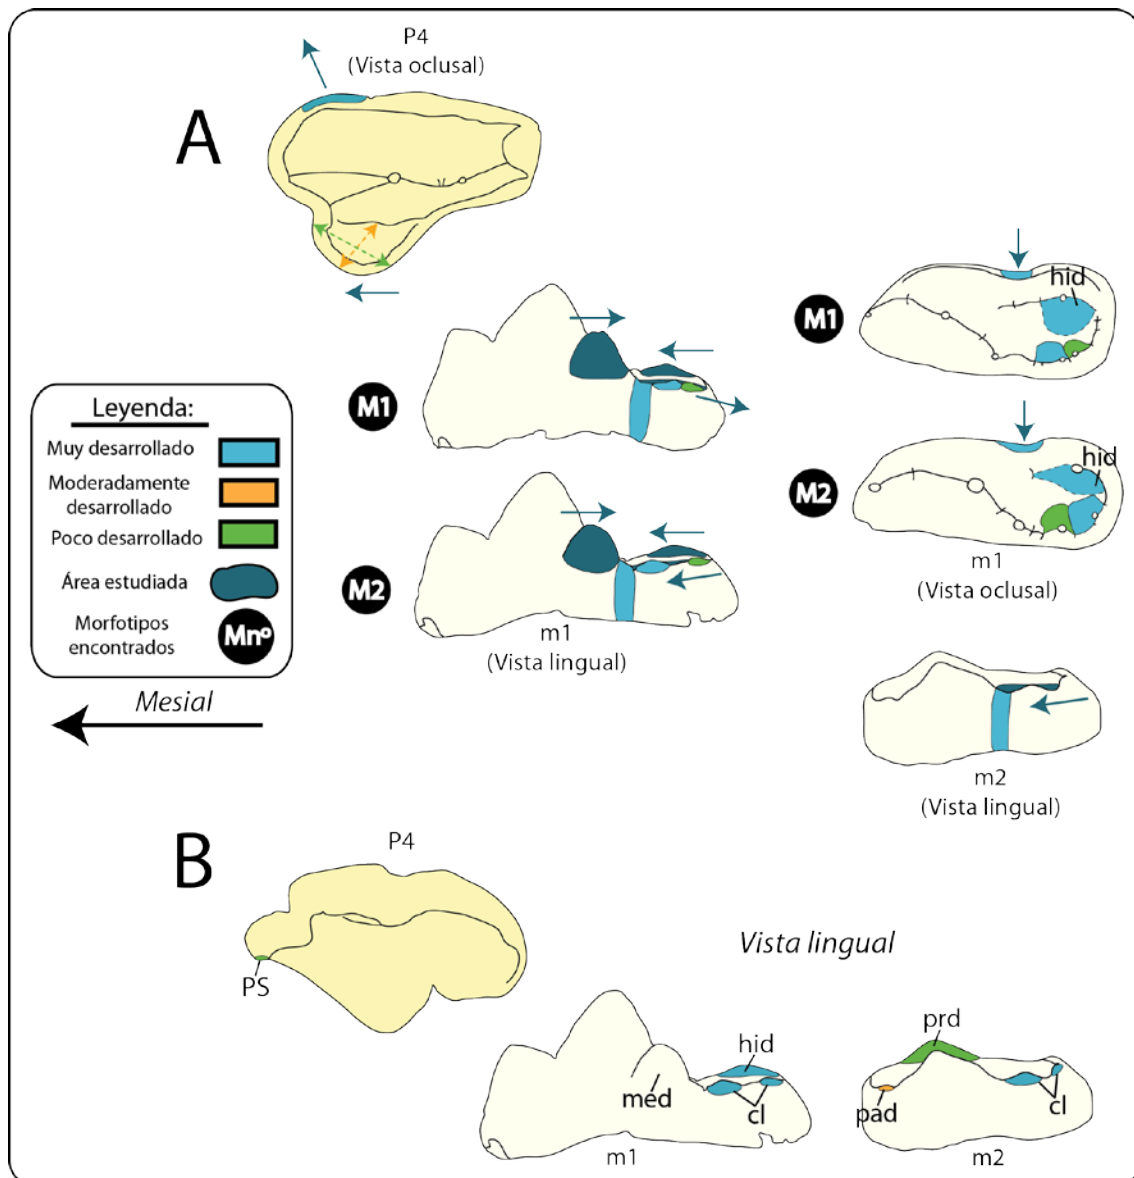 A
P4
(Vista oclusal)
M1
M1
hid
M2
m1
(Vista lingual)
M2
hid
m1
(Vista oclusal)
m2
(Vista lingual)
Leyenda:
Muy desarrollado
Moderadamente
desarrollado
Poco desarrollado
Área estudiada
Morfotipos
encontrados
Mnº
Mesial
B
P4
PS
Vista lingual
hid
med
cl
m1
prd
pad
cl
m2